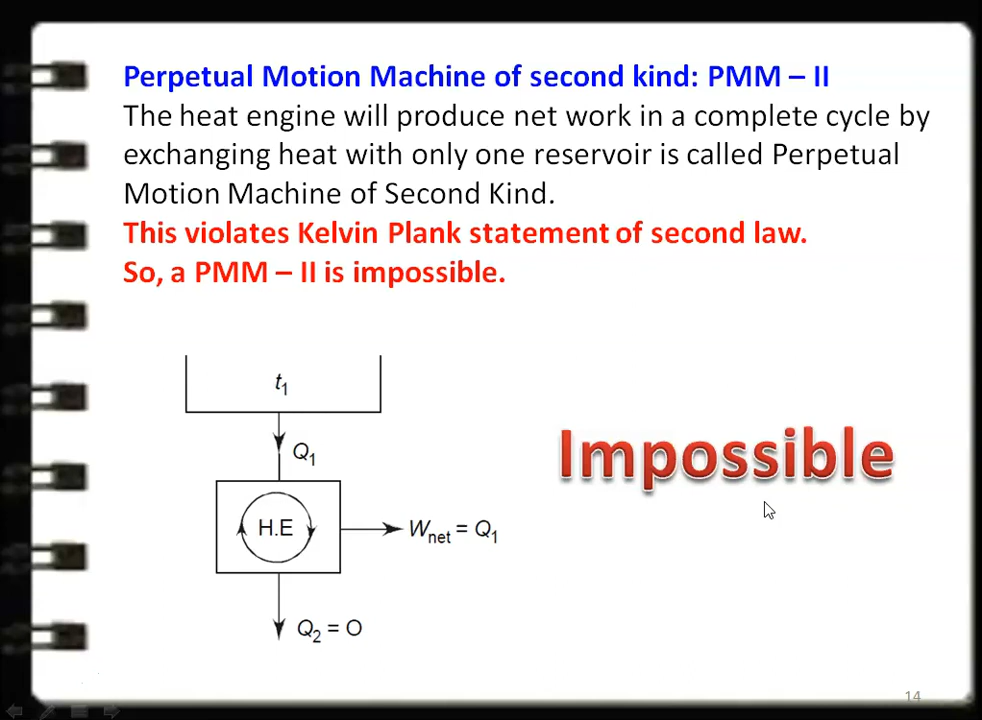 Perpetual Motion Machine of second kind: PMM – II
The heat engine will produce net work in a complete cycle by
exchanging heat with only one reservoir is called Perpetual
Motion Machine of Second Kind.
This violates Kelvin Plank statement of second law.
So, a PMM – II is impossible.
t₁
Q₁
Impossible
H.E
Wnet = Q₁
Q₂ = O
14